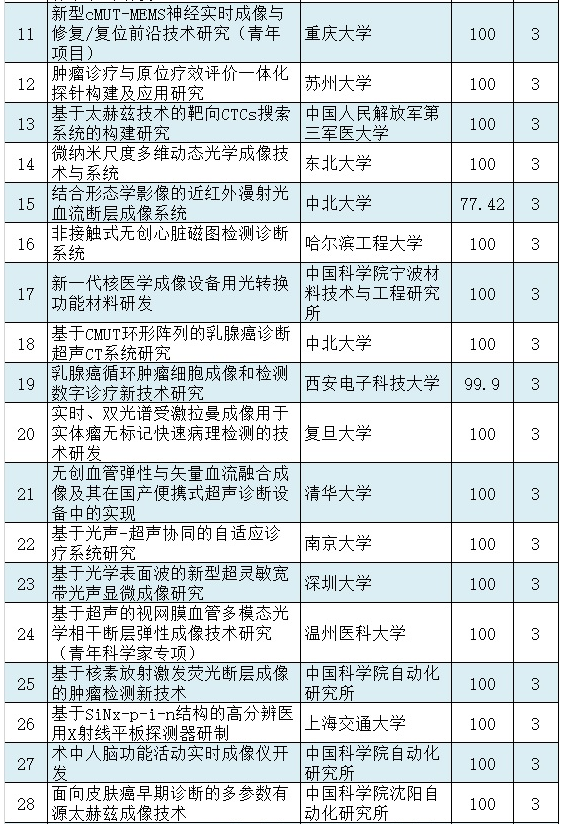 11 新型cMUT-MEMS神经实时成像与
修复/复位前沿技术研究（青年
项目） 重庆大学 100 3
12 肿瘤诊疗与原位疗效评价一体化
探针构建及应用研究 苏州大学 100 3
13 基于太赫兹技术的靶向CTCs搜索
系统的构建研究 中国人民解放军第
三军医大学 100 3
14 微纳米尺度多维动态光学成像技
术与系统 东北大学 100 3
15 结合形态学影像的近红外漫射光
血流断层成像系统 中北大学 77.42 3
16 非接触式无创心脏磁图检测诊断
系统 哈尔滨工程大学 100 3
17 新一代核医学成像设备用光转换
功能材料研发 中国科学院宁波材
料技术与工程研究
所 100 3
18 基于CMUT环形阵列的乳腺癌诊断
超声CT系统研究 中北大学 100 3
19 乳腺癌循环肿瘤细胞成像和检测
数字诊疗新技术研究 西安电子科技大学 99.9 3
20 实时、双光谱受激拉曼成像用于
实体瘤无标记快速病理检测的技
术研发 复旦大学 100 3
21 无创血管弹性与矢量血流融合成
像及其在国产便携式超声诊断设
备中的实现 清华大学 100 3
22 基于光声-超声协同的自适应诊
疗系统研究 南京大学 100 3
23 基于光学表面波的新型超灵敏宽
带光声显微成像研究 深圳大学 100 3
24 基于超声的视网膜血管多模态光
学相干断层弹性成像技术研究
（青年科学家专项） 温州医科大学 100 3
25 基于核素放射激发荧光断层成像
的肿瘤检测新技术 中国科学院自动化
研究所 100 3
26 基于SiNx-p-i-n结构的高分辨医
用X射线平板探测器研制 上海交通大学 100 3
27 术中人脑功能活动实时成像仪开
发 中国科学院自动化
研究所 100 3
28 面向皮肤癌早期诊断的多参数有
源太赫兹成像技术 中国科学院沈阳自
动化研究所 100 3